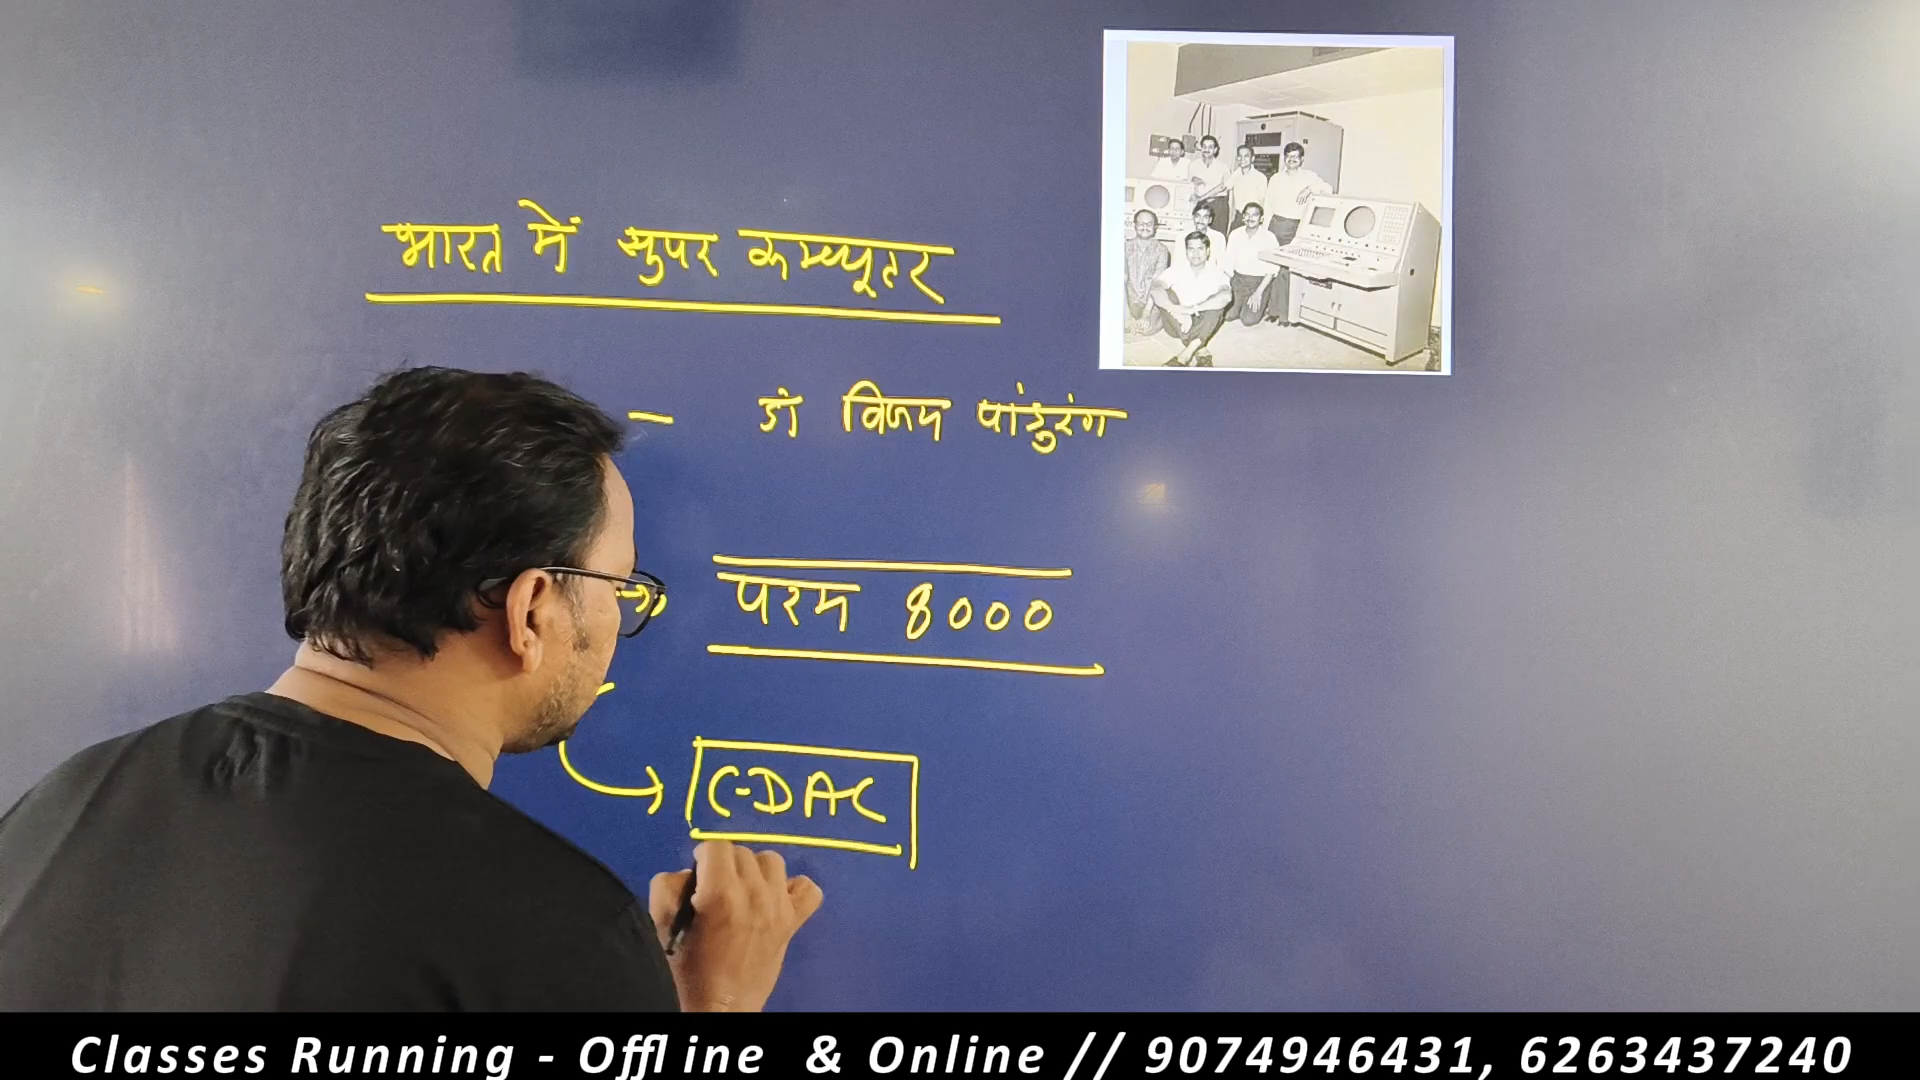 भारत में सुपर कम्प्यूटर
— डॉ विजय पांडुरंग
→ परम 8000
C-DAC
Classes Running - Offline & Online // 9074946431, 6263437240